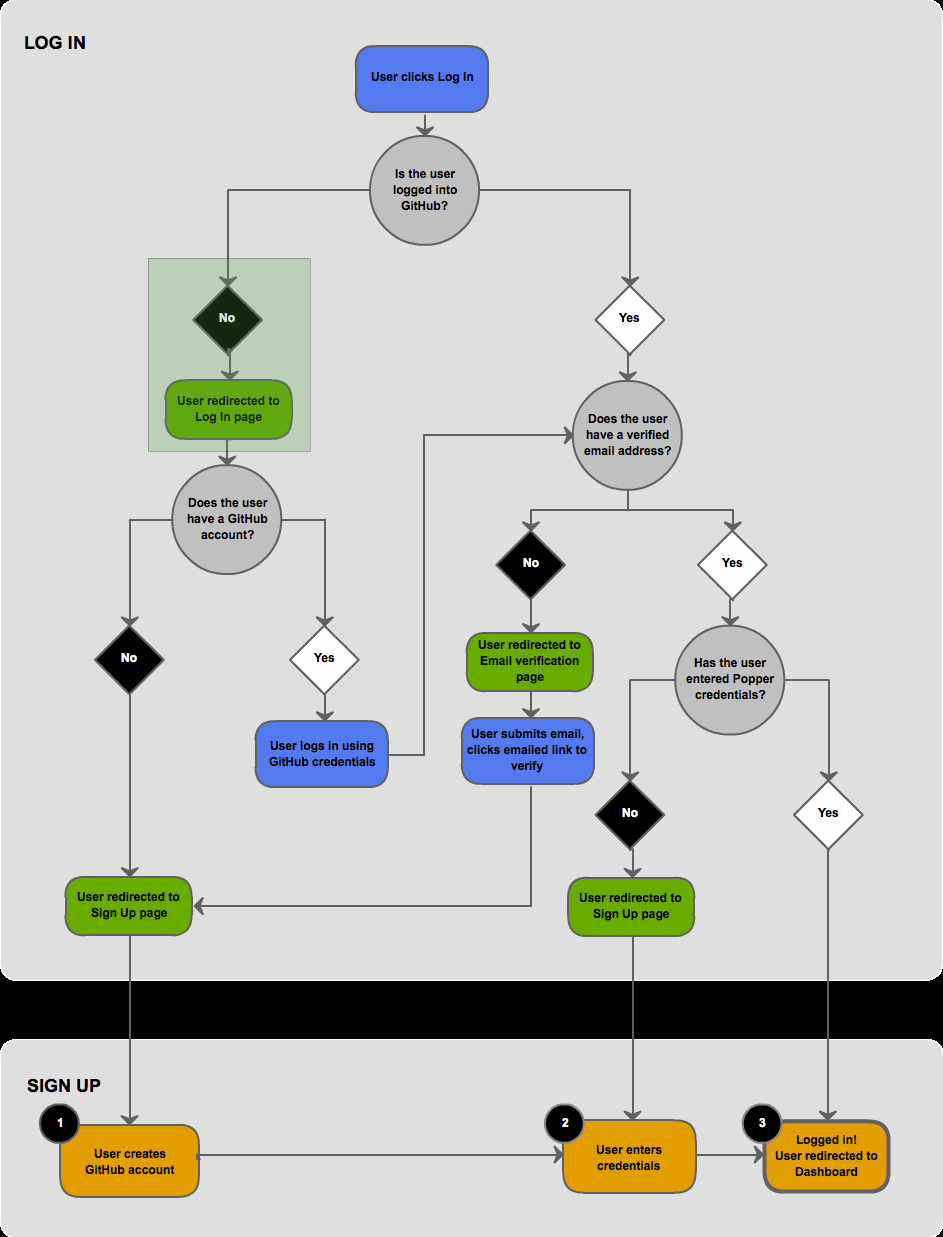 LOG IN
User clicks Log In
Is the user
logged into
GitHub?
No
Yes
User redirected to
Log In page
Does the user
have a verified
email address?
Does the user
have a GitHub
account?
No
Yes
No
Yes
User redirected to
Email verification
page
Has the user
entered Popper
credentials?
User logs in using
GitHub credentials
User submits email,
clicks emailed link to
verify
No
Yes
User redirected to
Sign Up page
User redirected to
Sign Up page
SIGN UP
1
User creates
GitHub account
2
User enters
credentials
3
Logged in!
User redirected to
Dashboard